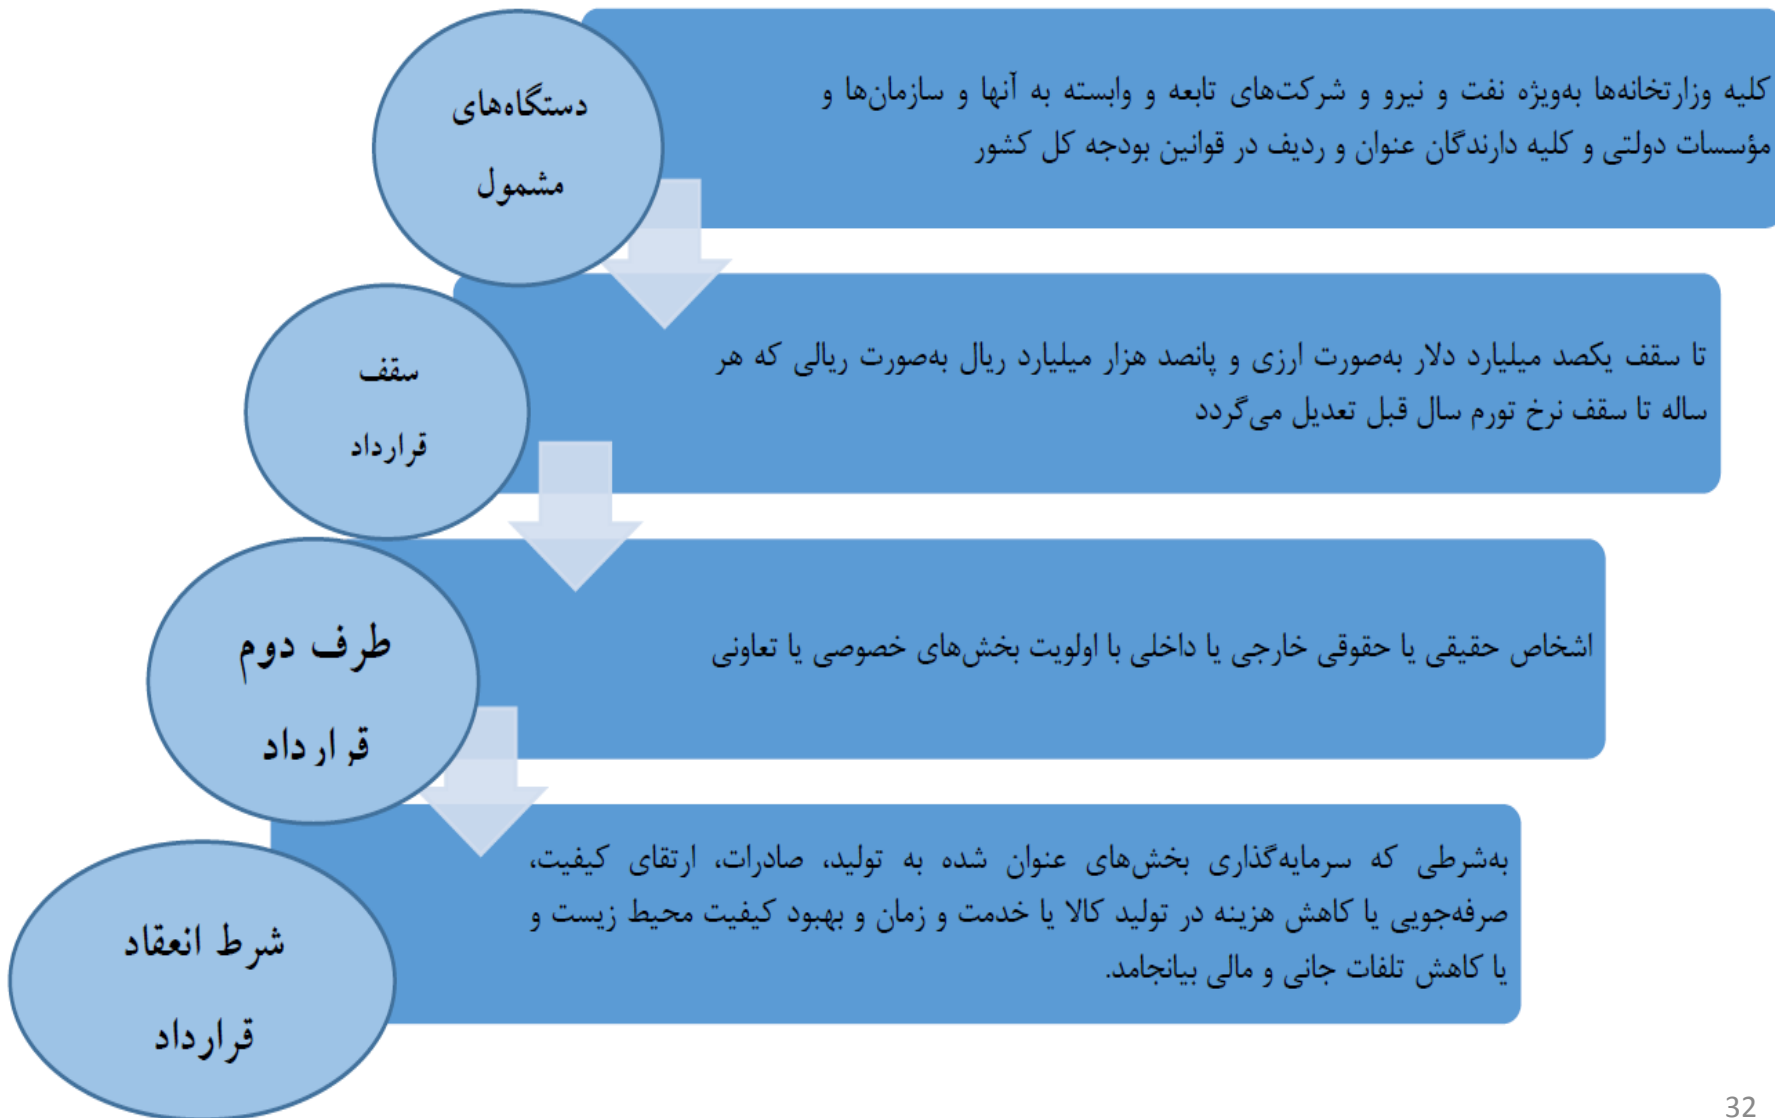 دستگاه‌های
مشمول
کلیه وزارتخانه‌ها به‌ویژه نفت و نیرو و شرکت‌های تابعه و وابسته به آنها و سازمان‌ها و
مؤسسات دولتی و کلیه دارندگان عنوان و ردیف در قوانین بودجه کل کشور
سقف
قرارداد
تا سقف یکصد میلیارد دلار به‌صورت ارزی و پانصد هزار میلیارد ریال به‌صورت ریالی که هر
ساله تا سقف نرخ تورم سال قبل تعدیل می‌گردد
طرف دوم
قرارداد
اشخاص حقیقی یا حقوقی خارجی یا داخلی با اولویت بخش‌های خصوصی یا تعاونی
شرط انعقاد
قرارداد
به‌شرطی که سرمایه‌گذاری بخش‌های عنوان شده به تولید، صادرات، ارتقای کیفیت،
صرفه‌جویی یا کاهش هزینه در تولید کالا یا خدمت و زمان و بهبود کیفیت محیط زیست و
یا کاهش تلفات جانی و مالی بیانجامد.
32